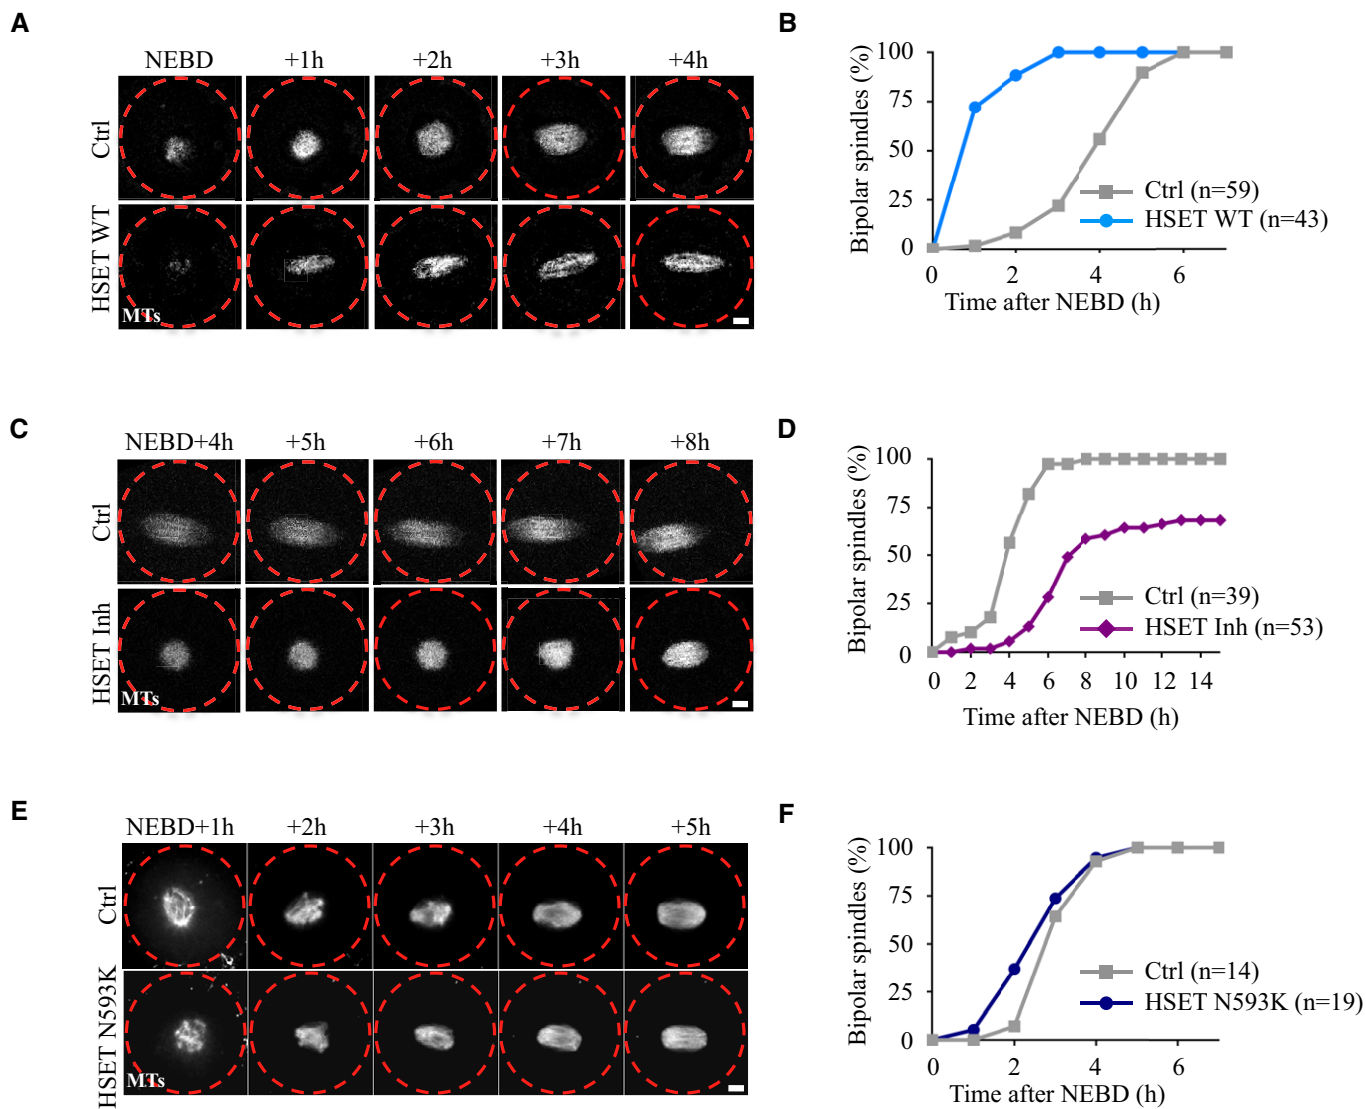 A
NEBD +1h +2h +3h +4h
Ctrl
HSET WT
MTs
B
Bipolar spindles (%)
100
75
50
25
0
0 2 4 6
Time after NEBD (h)
Ctrl (n=59)
HSET WT (n=43)
C
NEBD+4h +5h +6h +7h +8h
Ctrl
HSET Inh
MTs
D
Bipolar spindles (%)
100
75
50
25
0
0 2 4 6 8 10 12 14
Time after NEBD (h)
Ctrl (n=39)
HSET Inh (n=53)
E
NEBD+1h +2h +3h +4h +5h
Ctrl
HSET N593K
MTs
F
Bipolar spindles (%)
100
75
50
25
0
0 2 4 6
Time after NEBD (h)
Ctrl (n=14)
HSET N593K (n=19)